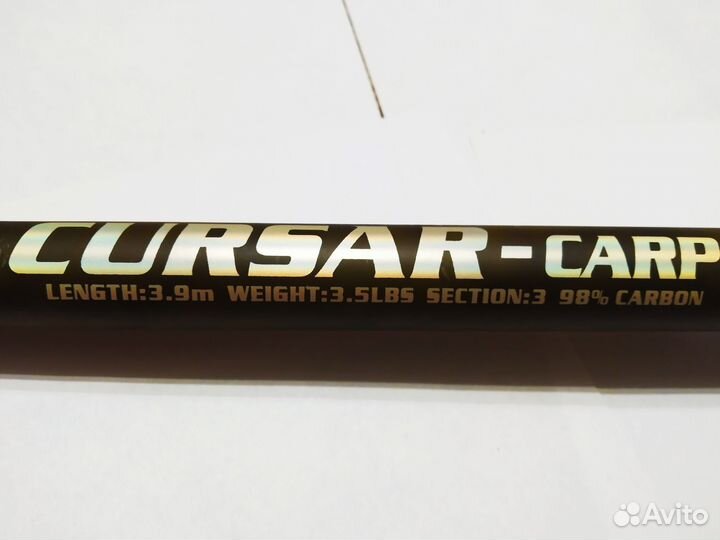 CURSAR-CARP
LENGTH:3.9m WEIGHT:3.5LBS SECTION:3 98% CARBON
Avito